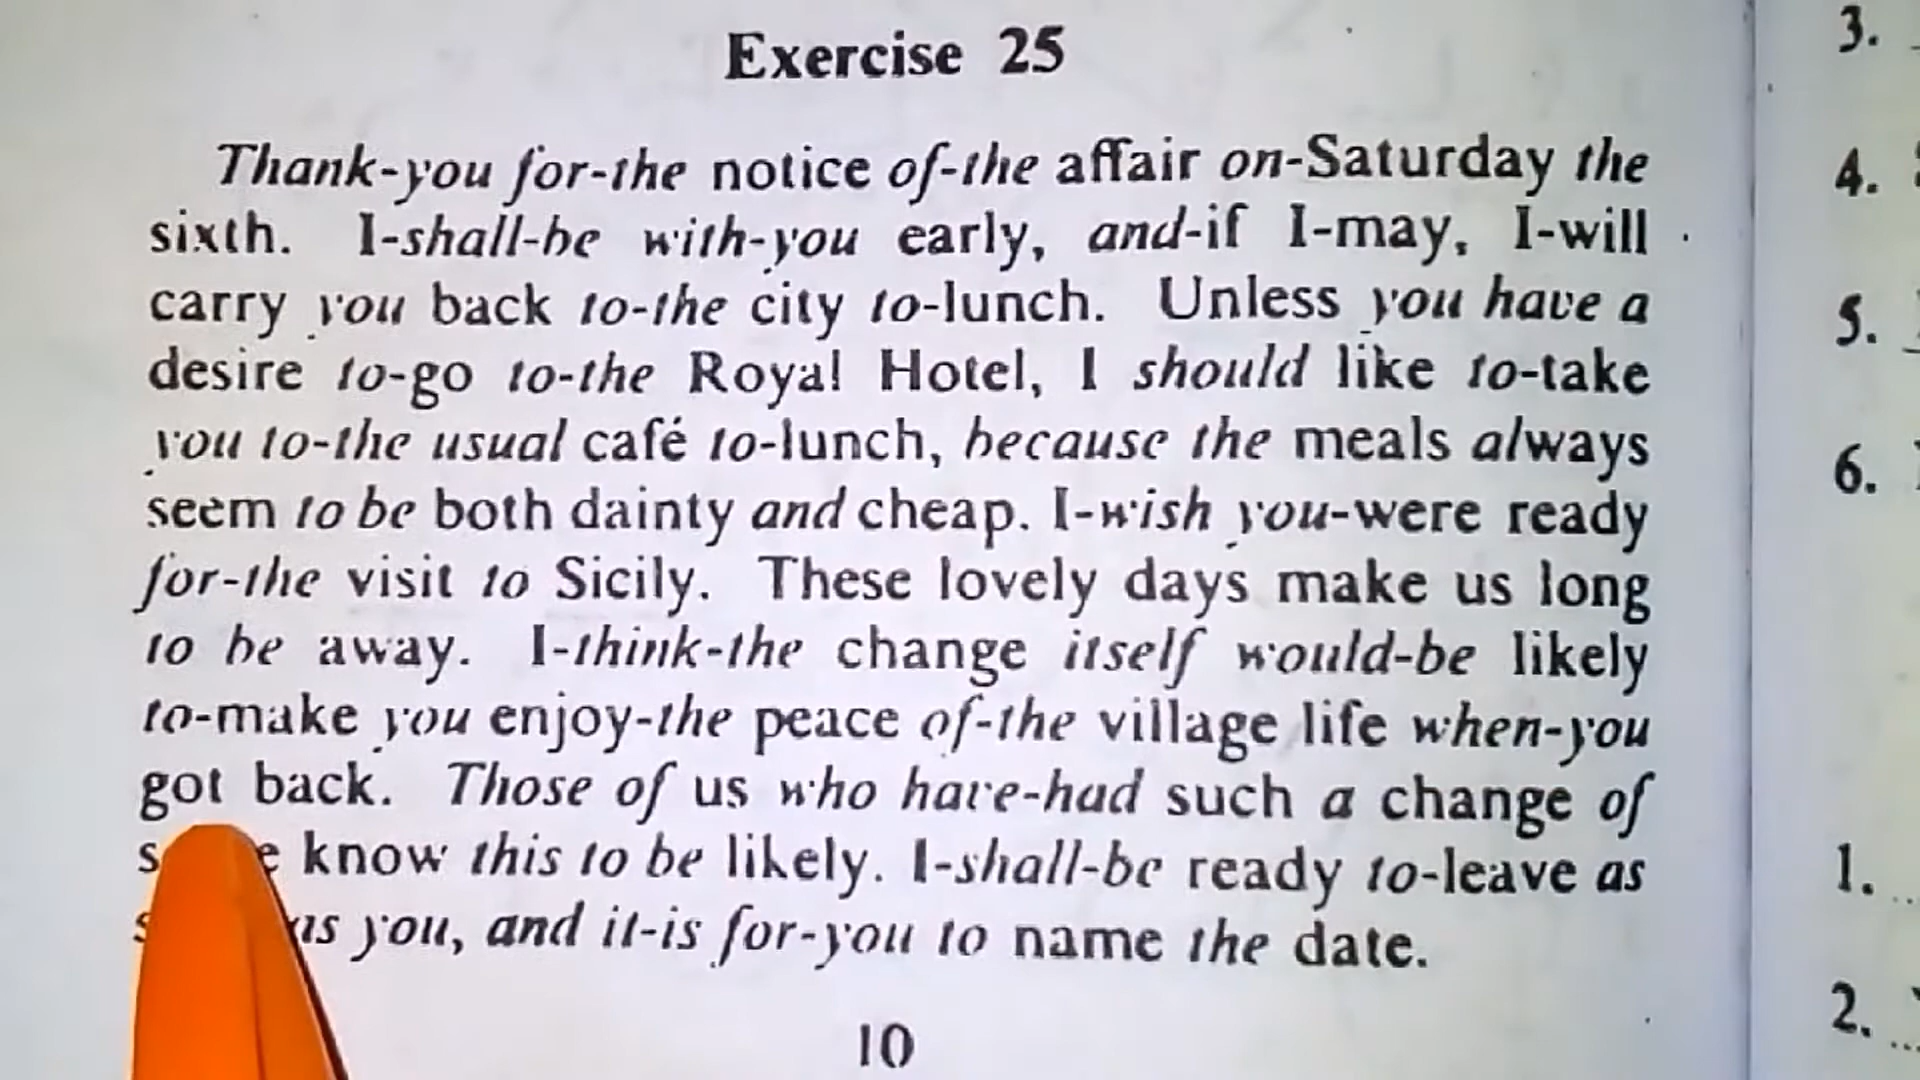 Exercise 25
Thank-you for-the notice of-the affair on-Saturday the
sixth. I-shall-be with-you early, and-if I-may, I-will
carry you back to-the city to-lunch. Unless you have a
desire to-go to-the Royal Hotel, I should like to-take
you to-the usual café to-lunch, because the meals always
seem to be both dainty and cheap. I-wish you-were ready
for-the visit to Sicily. These lovely days make us long
to be away. I-think-the change itself would-be likely
to-make you enjoy-the peace of-the village life when-you
got back. Those of us who have-had such a change of
know this to be likely. I-shall-be ready to-leave as
as you, and it-is for-you to name the date.
10
3.
4.
5.
6.
1.
2.